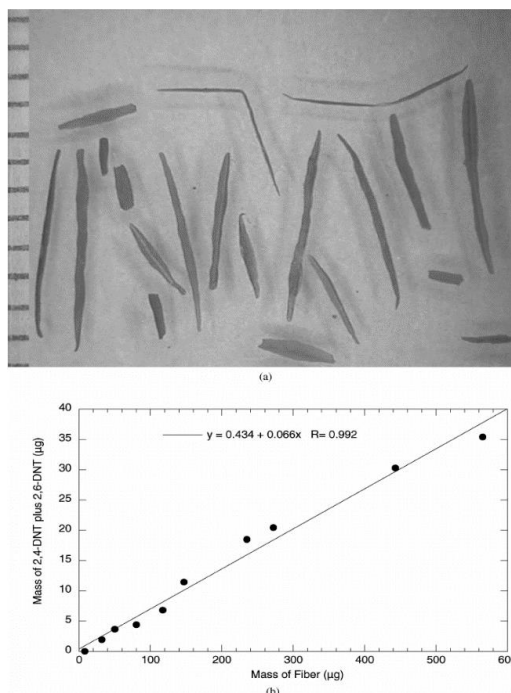 (a)
40
y = 0.434 + 0.066x R= 0.992
35
30
25
20
15
10
5
0
Mass of 2,4-DNT plus 2,6-DNT (µg)
0 100 200 300 400 500 600
Mass of Fiber (µg)
(b)